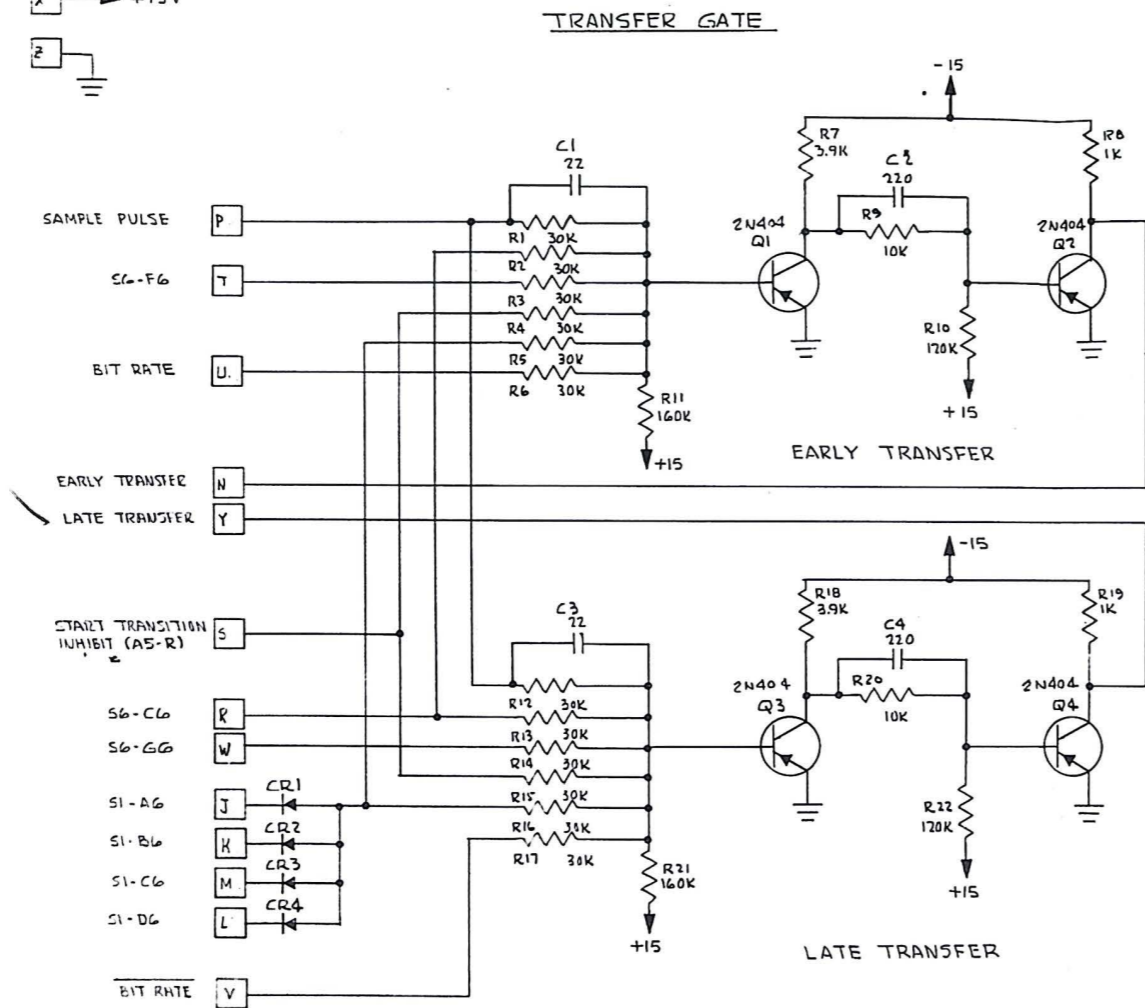 X +15V
TRANSFER GATE
Z
-15
R7
3.9K
R8
1K
C1
22
C2
220
SAMPLE PULSE P
R9
10K
2N404
Q1
2N404
Q2
R1 30K
R2 30K
S6-F6 T
R3 30K
R4 30K
R10
120K
R5 30K
BIT RATE U.
R6 30K
R11
160K
+15
+15
EARLY TRANSFER
EARLY TRANSFER N
LATE TRANSFER Y
-15
R18
3.9K
R19
1K
START TRANSITION
INHIBIT (A5-R)
S
C3
22
C4
220
R20
10K
2N404
Q3
2N404
Q4
S6-C6 R
R12 30K
R13 30K
S6-G6 W
R14 30K
S1-A6 J CR1
R15 30K
R22
120K
S1-B6 K CR2
R16 30K
R17 30K
S1-C6 M CR3
R21
160K
+15
S1-D6 L CR4
+15
LATE TRANSFER
BIT RATE V